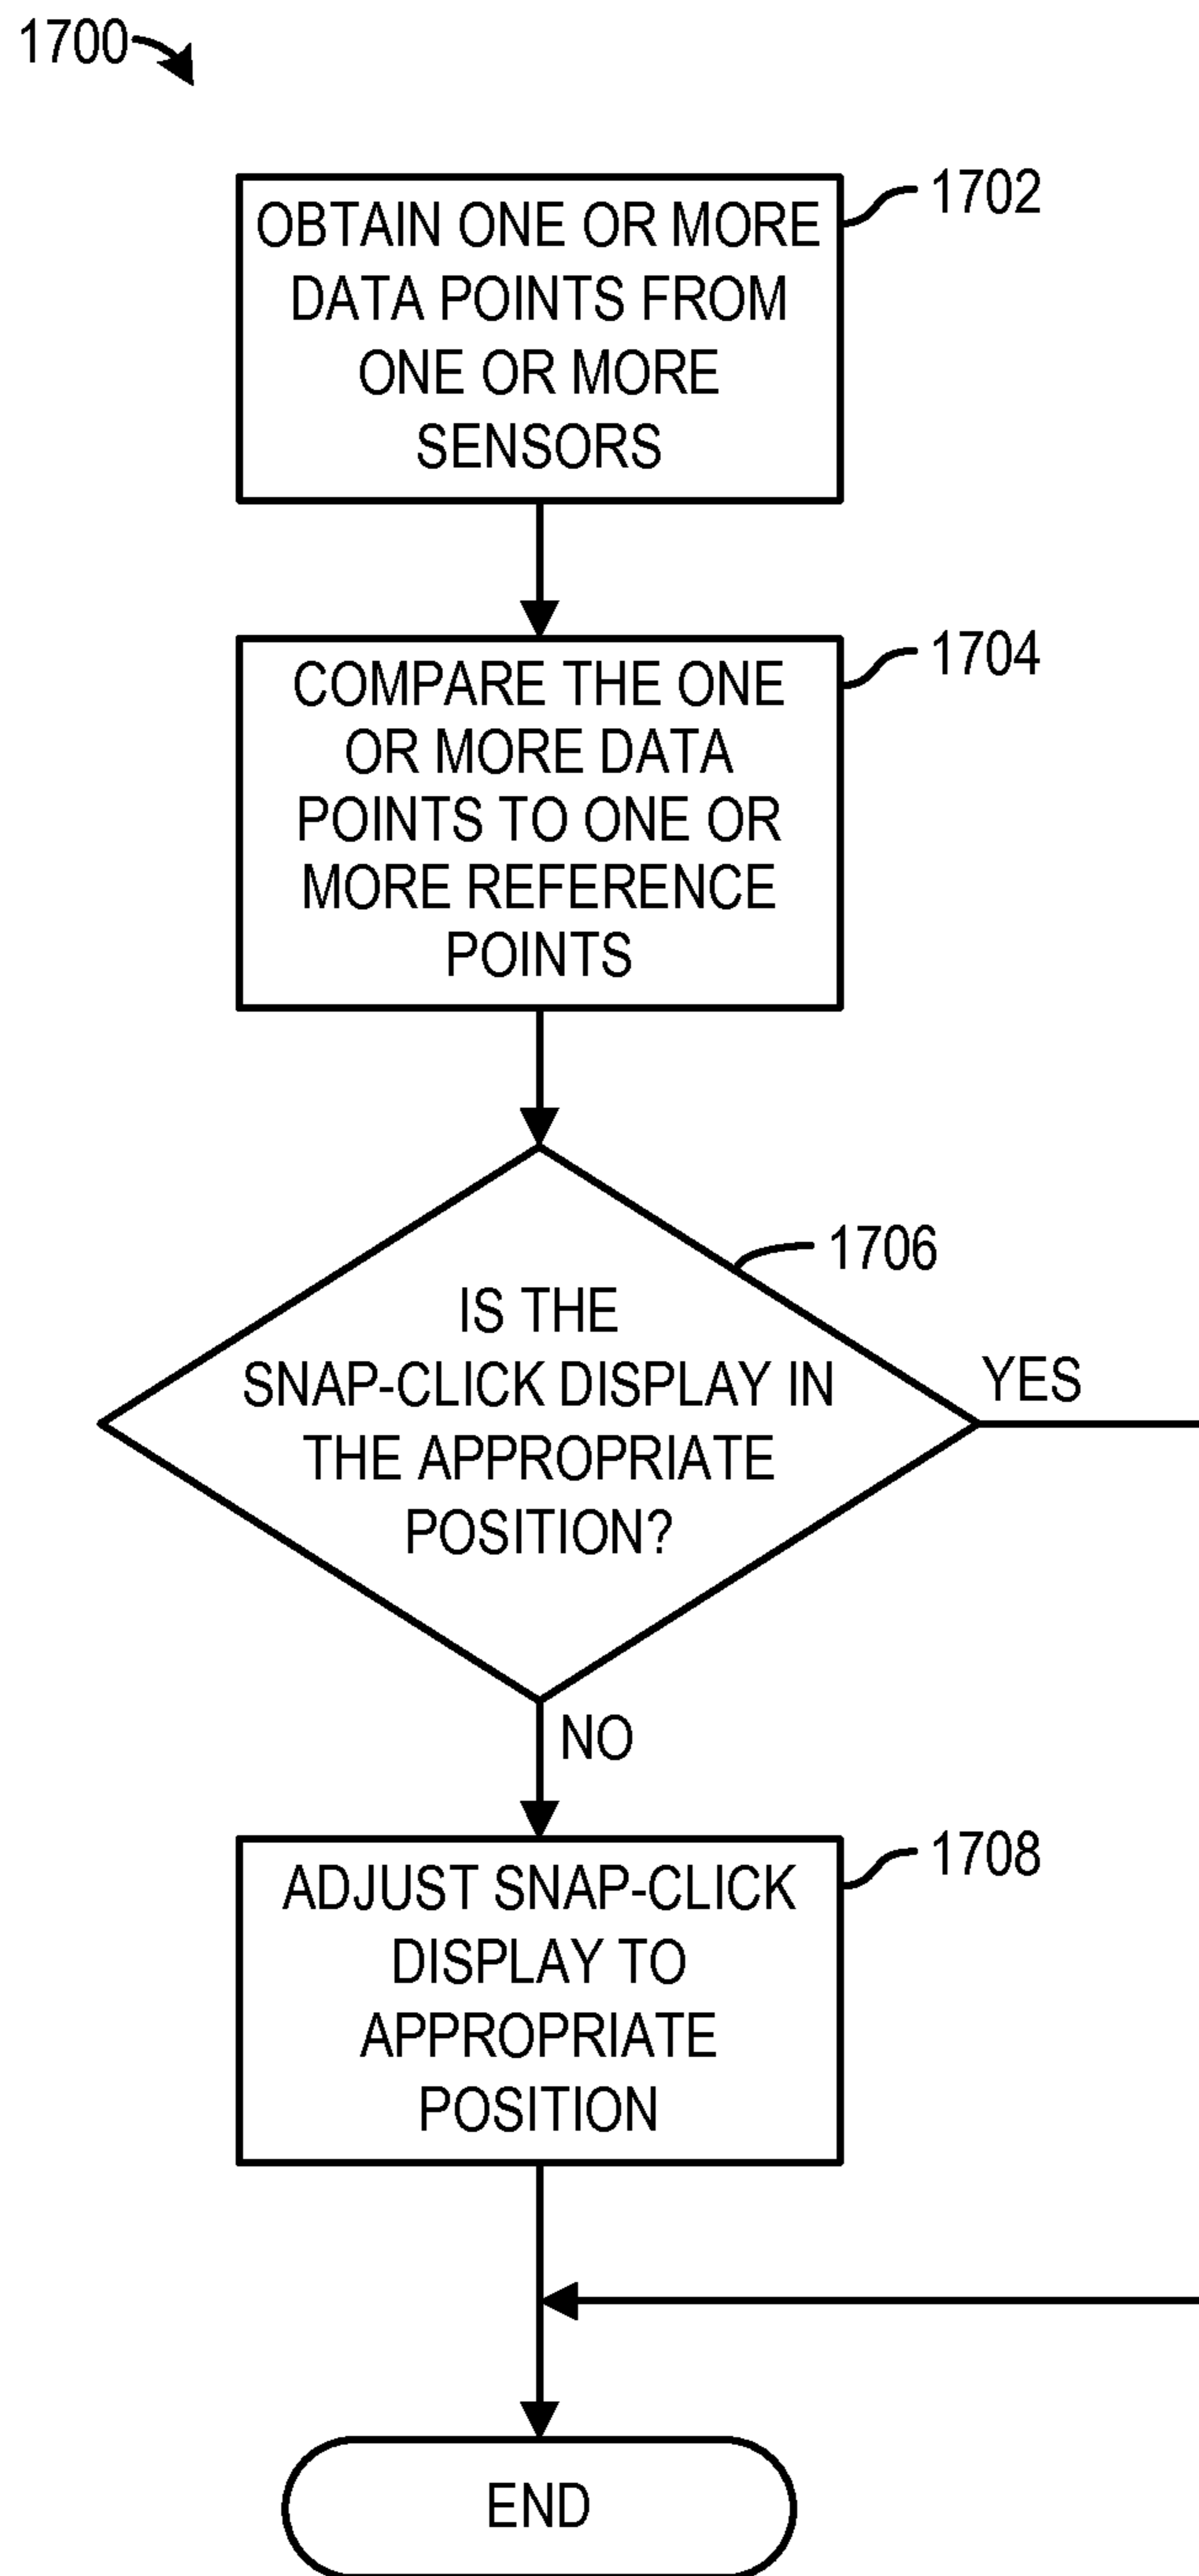 1700
1702
OBTAIN ONE OR MORE
DATA POINTS FROM
ONE OR MORE
SENSORS
1704
COMPARE THE ONE
OR MORE DATA
POINTS TO ONE OR
MORE REFERENCE
POINTS
1706
IS THE
SNAP-CLICK DISPLAY IN
THE APPROPRIATE
POSITION?
YES
NO
1708
ADJUST SNAP-CLICK
DISPLAY TO
APPROPRIATE
POSITION
END